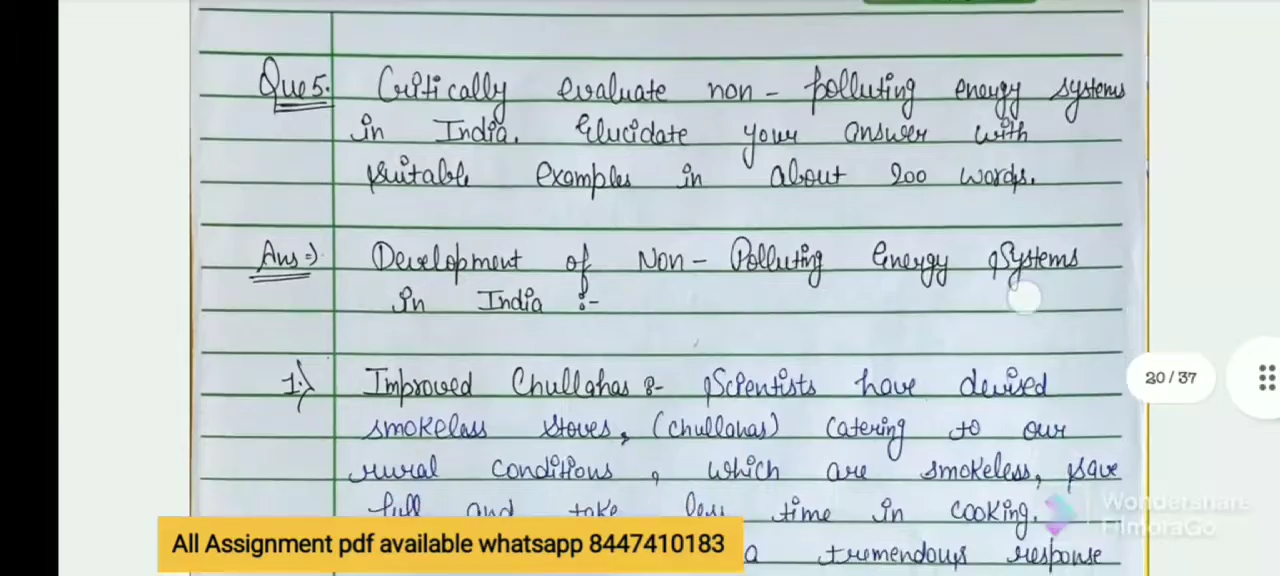 Que 5. Critically evaluate non - polluting energy systems
in India. Elucidate your answer with
suitable examples in about 200 words.
Ans :-) Development of Non - Polluting Energy Systems
in India :-
1.) Improved Chullahas :- Scientists have devised
smokeless stoves, (chullahas) catering to our
rural conditions, which are smokeless, save
full and take less time in cooking.
a tremendous response
20 / 37
Wondershare
FilmoraGo
All Assignment pdf available whatsapp 8447410183